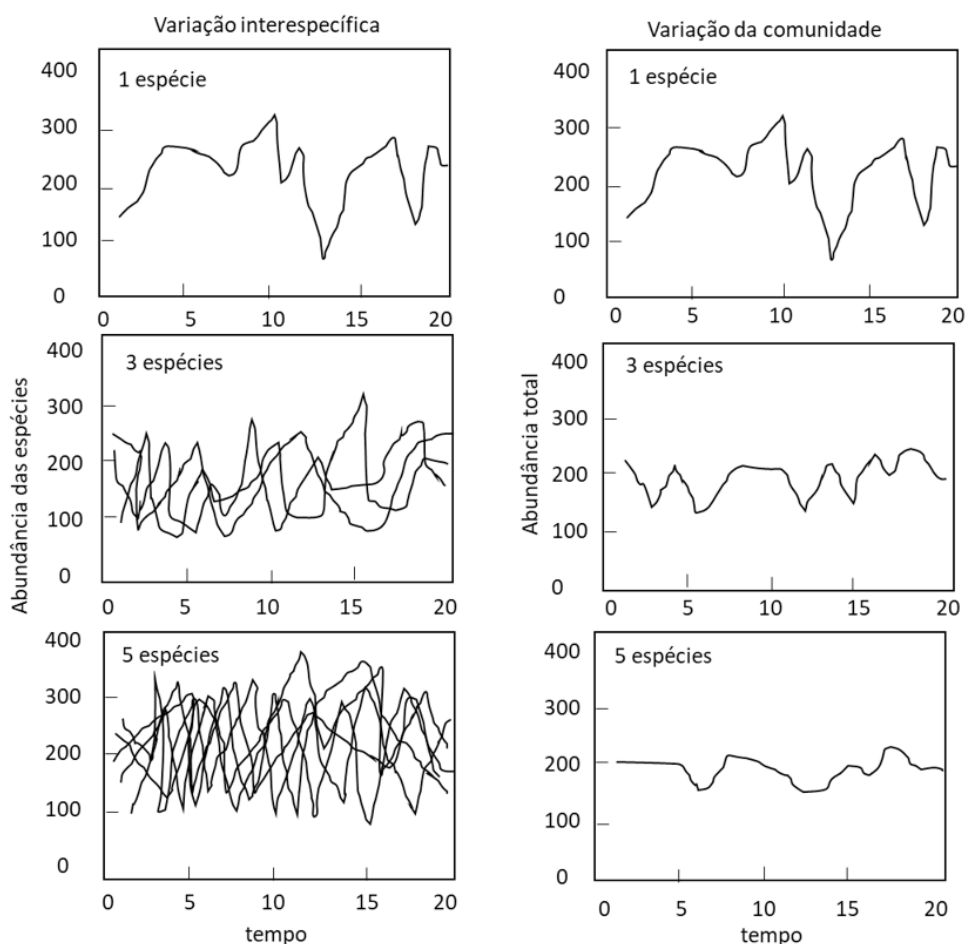 Variação interespecífica
Variação da comunidade
Abundância das espécies
1 espécie
400
300
200
100
0
0 5 10 15 20
3 espécies
400
300
200
100
0
0 5 10 15 20
5 espécies
400
300
200
100
0
0 5 10 15 20
tempo
Abundância total
1 espécie
400
300
200
100
0
0 5 10 15 20
3 espécies
400
300
200
100
0
0 5 10 15 20
5 espécies
400
300
200
100
0
0 5 10 15 20
tempo